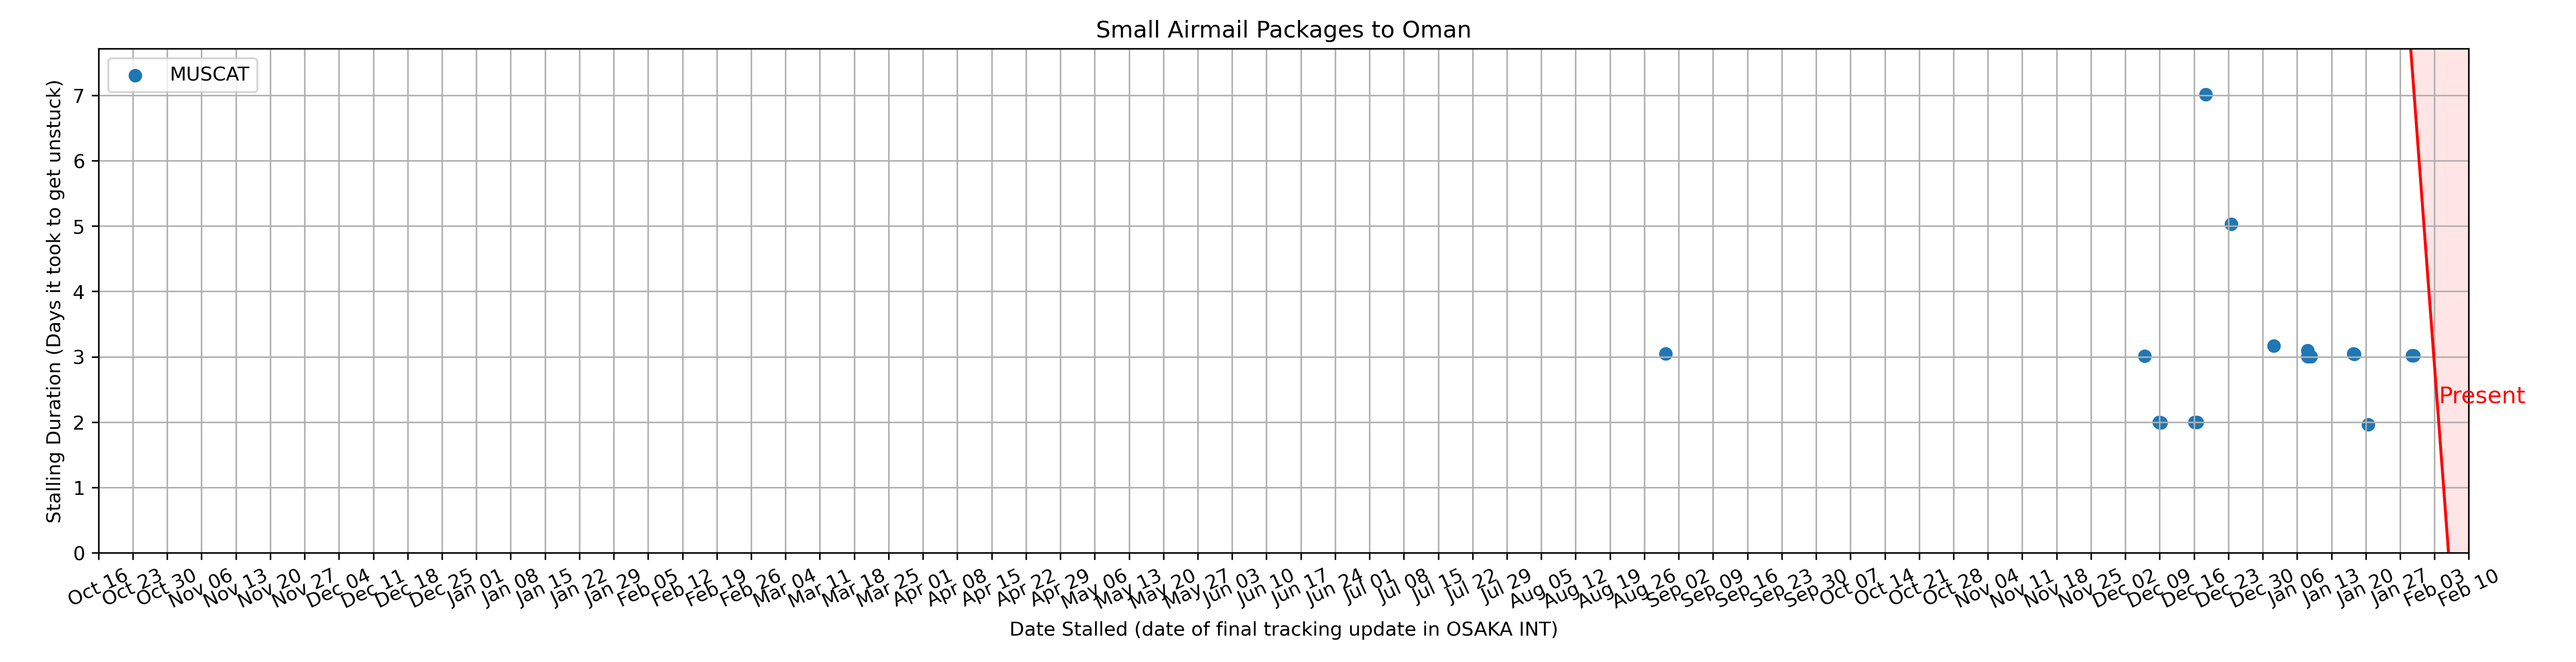 Small Airmail Packages to Oman
MUSCAT
Stalling Duration (Days it took to get unstuck)
7
6
5
4
3
2
1
0
Present
Oct 16
Oct 23
Oct 30
Nov 06
Nov 13
Nov 20
Nov 27
Dec 04
Dec 11
Dec 18
Dec 25
Jan 01
Jan 08
Jan 15
Jan 22
Jan 29
Feb 05
Feb 12
Feb 19
Feb 26
Mar 04
Mar 11
Mar 18
Mar 25
Apr 01
Apr 08
Apr 15
Apr 22
Apr 29
May 06
May 13
May 20
May 27
Jun 03
Jun 10
Jun 17
Jun 24
Jul 01
Jul 08
Jul 15
Jul 22
Jul 29
Aug 05
Aug 12
Aug 19
Aug 26
Sep 02
Sep 09
Sep 16
Sep 23
Sep 30
Oct 07
Oct 14
Oct 21
Oct 28
Nov 04
Nov 11
Nov 18
Nov 25
Dec 02
Dec 09
Dec 16
Dec 23
Dec 30
Jan 06
Jan 13
Jan 20
Jan 27
Feb 03
Feb 10
Date Stalled (date of final tracking update in OSAKA INT)